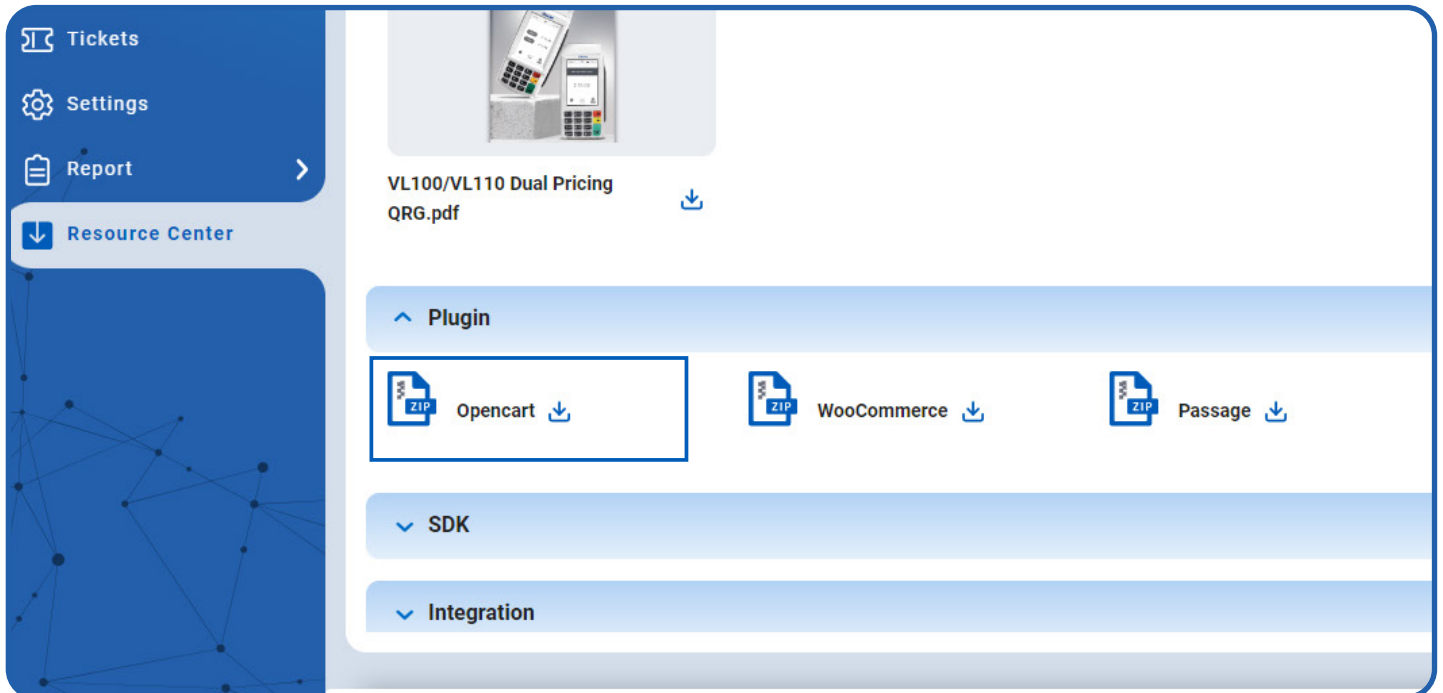 Tickets
Settings
Report
Resource Center
VL100/VL110 Dual Pricing
QRG.pdf
Plugin
ZIP Opencart
ZIP WooCommerce
ZIP Passage
SDK
Integration